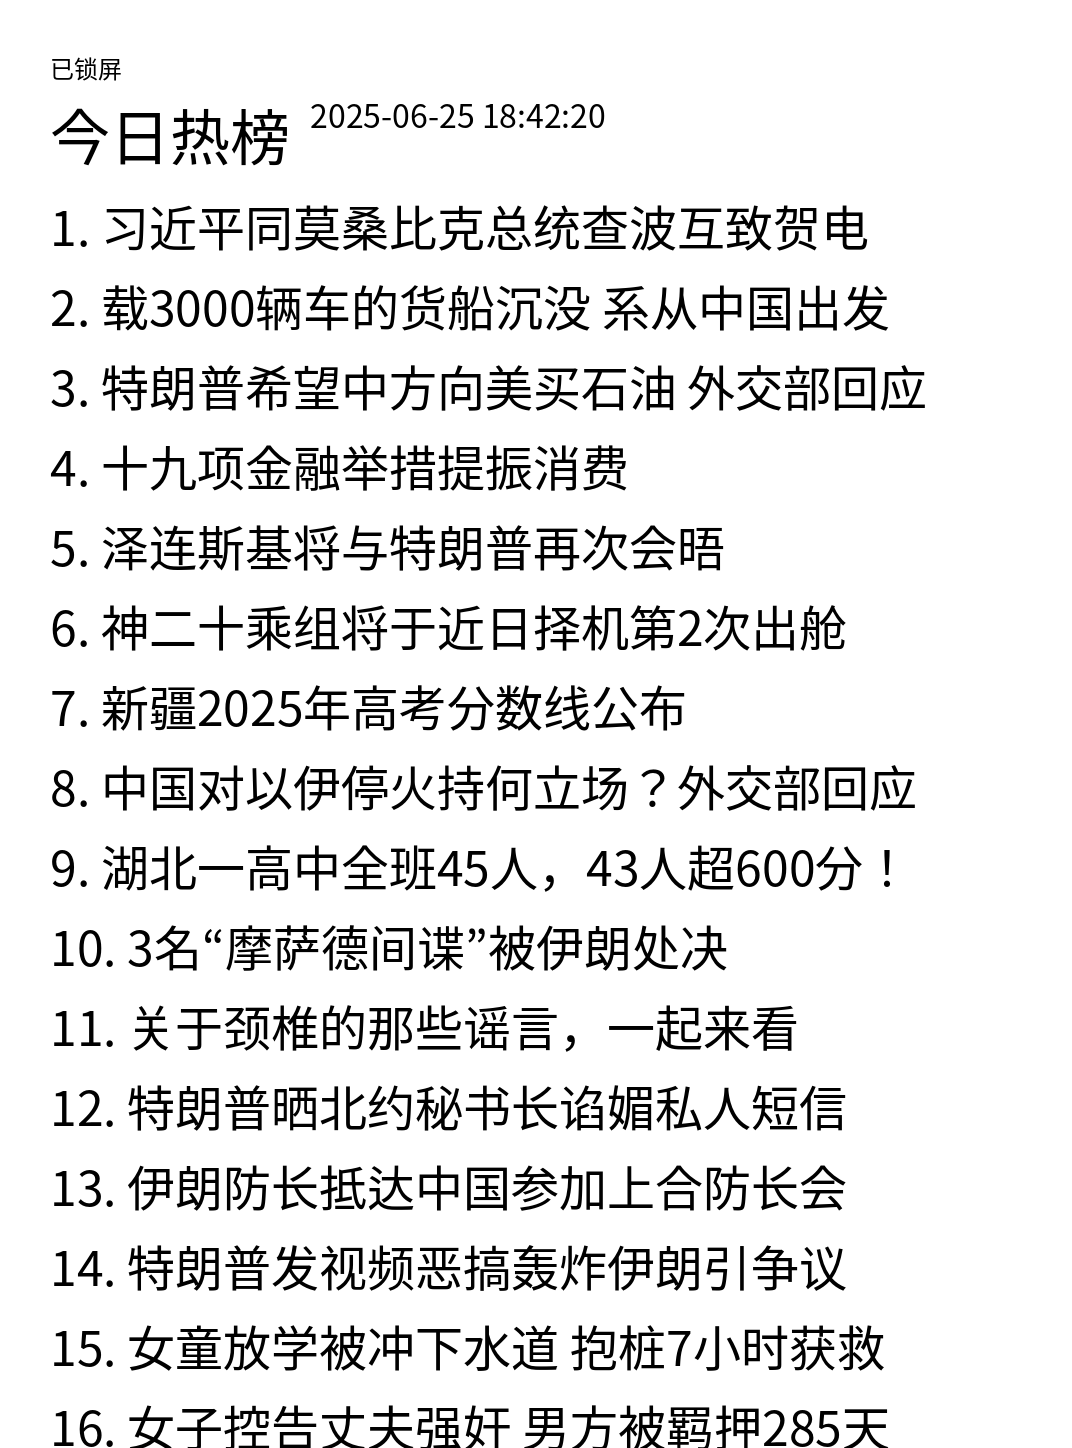 已锁屏
今日热榜 2025-06-25 18:42:20
1. 习近平同莫桑比克总统查波互致贺电
2. 载3000辆车的货船沉没 系从中国出发
3. 特朗普希望中方向美买石油 外交部回应
4. 十九项金融举措提振消费
5. 泽连斯基将与特朗普再次会晤
6. 神二十乘组将于近日择机第2次出舱
7. 新疆2025年高考分数线公布
8. 中国对以伊停火持何立场？外交部回应
9. 湖北一高中全班45人，43人超600分！
10. 3名“摩萨德间谍”被伊朗处决
11. 关于颈椎的那些谣言，一起来看
12. 特朗普晒北约秘书长谄媚私人短信
13. 伊朗防长抵达中国参加上合防长会
14. 特朗普发视频恶搞轰炸伊朗引争议
15. 女童放学被冲下水道 抱桩7小时获救
16. 女子控告丈夫强奸 男方被羁押285天